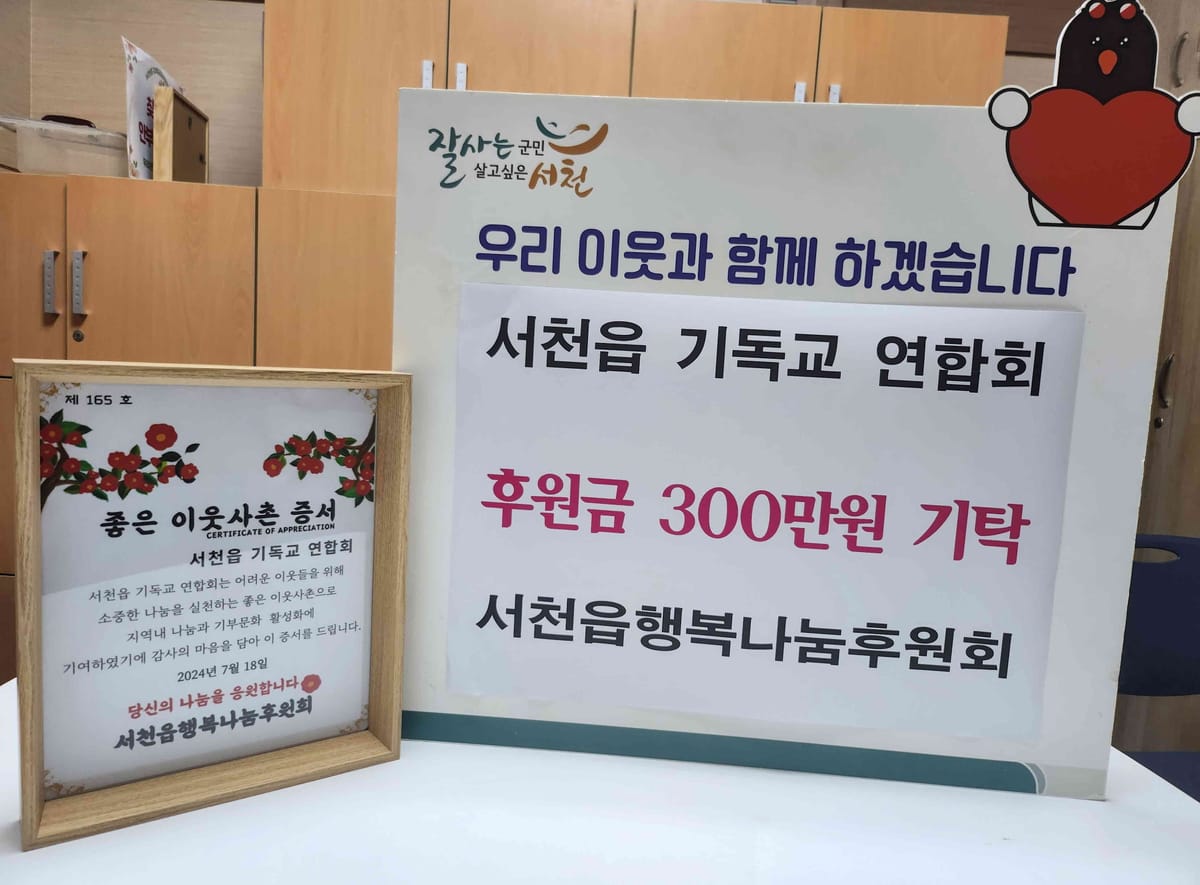 제 165 호
좋은 이웃사촌 증서
CERTIFICATE OF APPRECIATION
서천읍 기독교 연합회
서천읍 기독교 연합회는 어려운 이웃들을 위해
소중한 나눔을 실천하는 좋은 이웃사촌으로
지역내 나눔과 기부문화 활성화에
기여하였기에 감사의 마음을 담아 이 증서를 드립니다.
2024년 7월 18일
당신의 나눔을 응원합니다
서천읍행복나눔후원회
잘사는 군민
살고싶은 서천
우리 이웃과 함께 하겠습니다
서천읍 기독교 연합회
후원금 300만원 기탁
서천읍행복나눔후원회